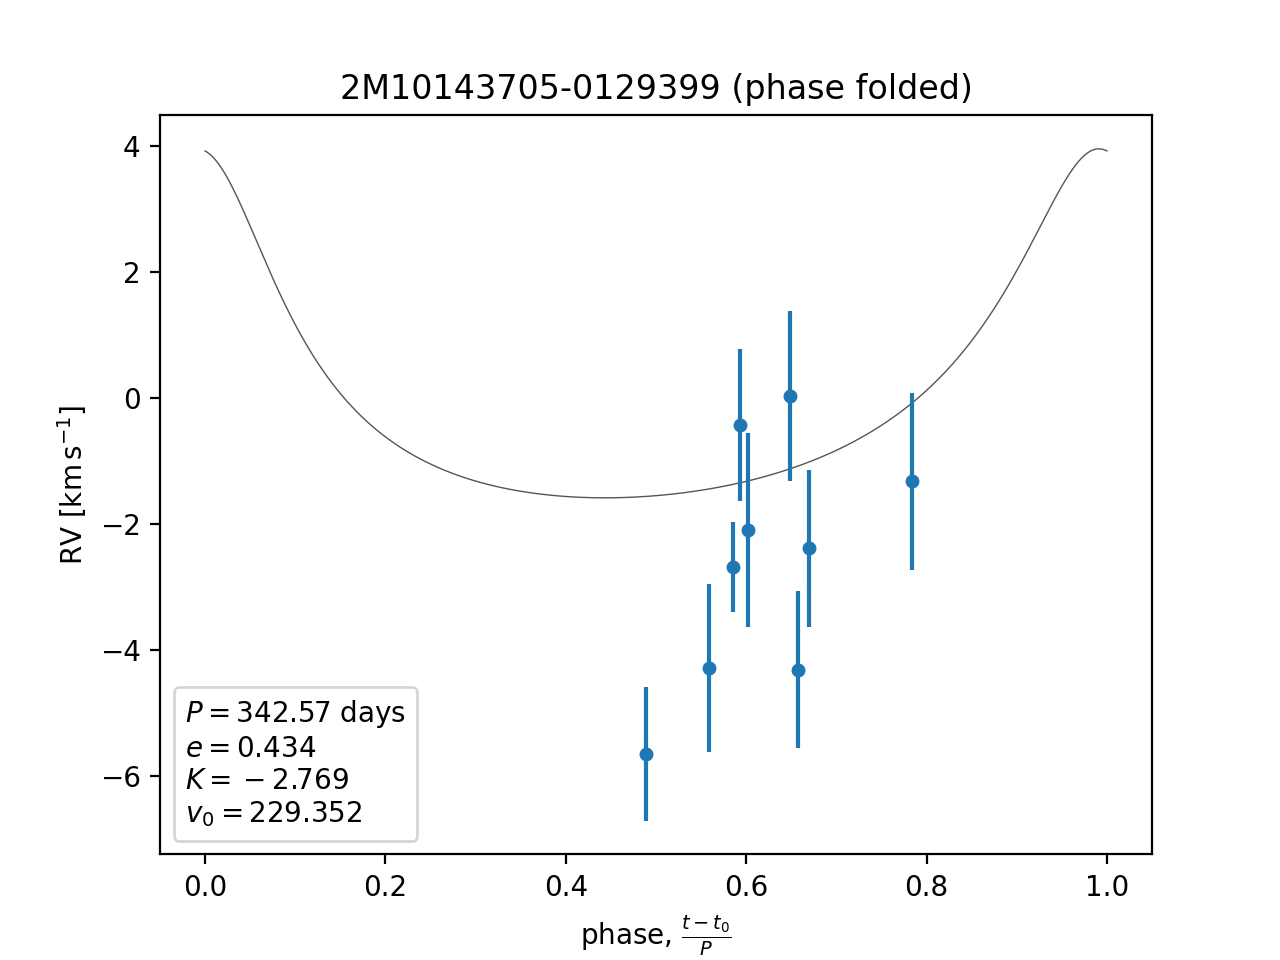 2M10143705-0129399 (phase folded)
4
2
0
−2
−4
−6
RV [km s⁻¹]
P = 342.57 days
e = 0.434
K = −2.769
v₀ = 229.352
0.0 0.2 0.4 0.6 0.8 1.0
phase, (t − t₀)/P